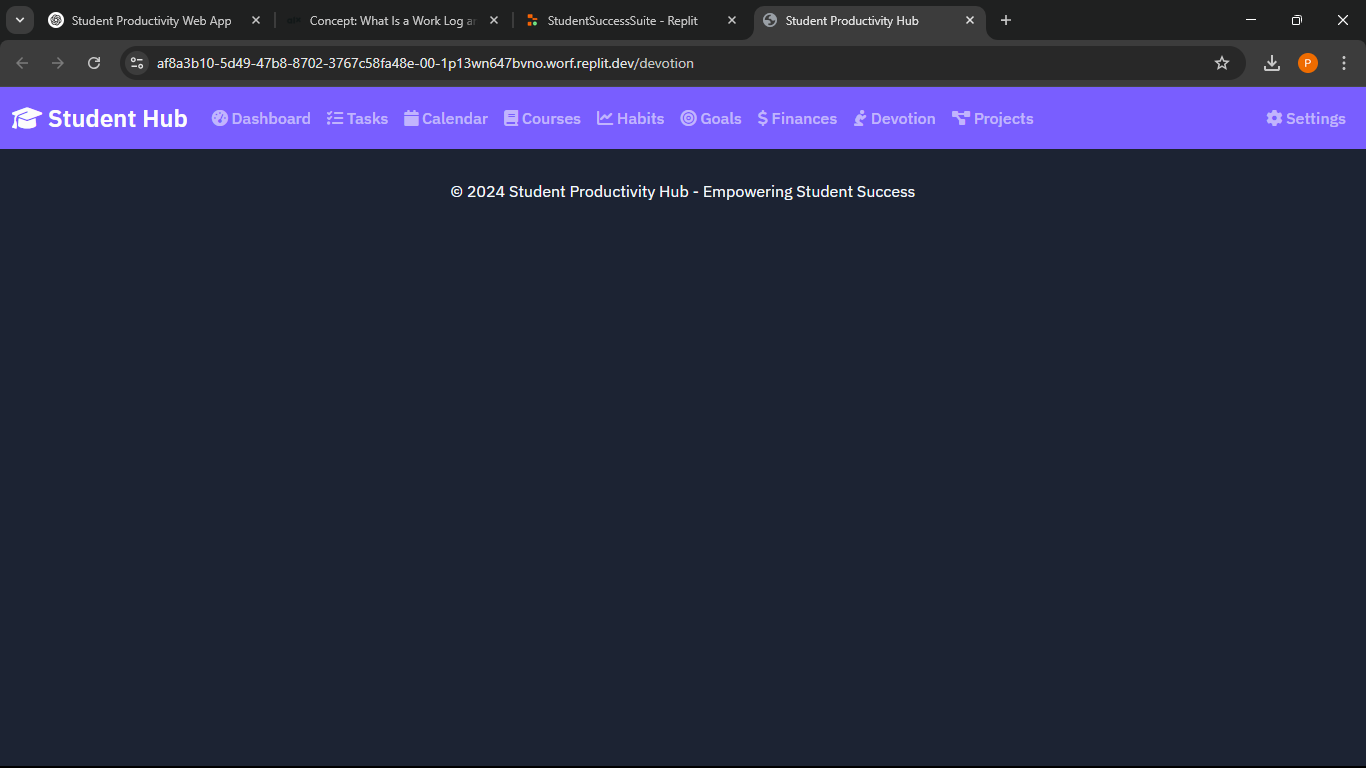 Student Productivity Web App
Concept: What Is a Work Log a
StudentSuccessSuite - Replit
Student Productivity Hub
af8a3b10-5d49-47b8-8702-3767c58fa48e-00-1p13wn647bvno.worf.replit.dev/devotion
P
Student Hub Dashboard Tasks Calendar Courses Habits Goals $ Finances Devotion Projects Settings
© 2024 Student Productivity Hub - Empowering Student Success